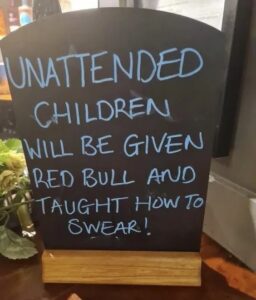 UNATTENDED
CHILDREN
WILL BE GIVEN
RED BULL AND
TAUGHT HOW TO
SWEAR!